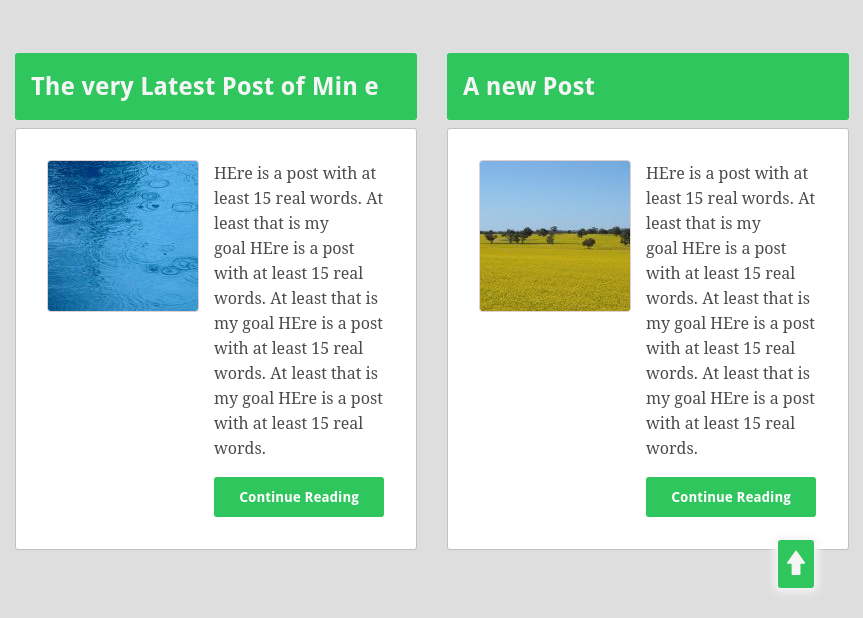 The very Latest Post of Min e
HEre is a post with at
least 15 real words. At
least that is my
goal HEre is a post
with at least 15 real
words. At least that is
my goal HEre is a post
with at least 15 real
words. At least that is
my goal HEre is a post
with at least 15 real
words.
Continue Reading
A new Post
HEre is a post with at
least 15 real words. At
least that is my
goal HEre is a post
with at least 15 real
words. At least that is
my goal HEre is a post
with at least 15 real
words. At least that is
my goal HEre is a post
with at least 15 real
words.
Continue Reading